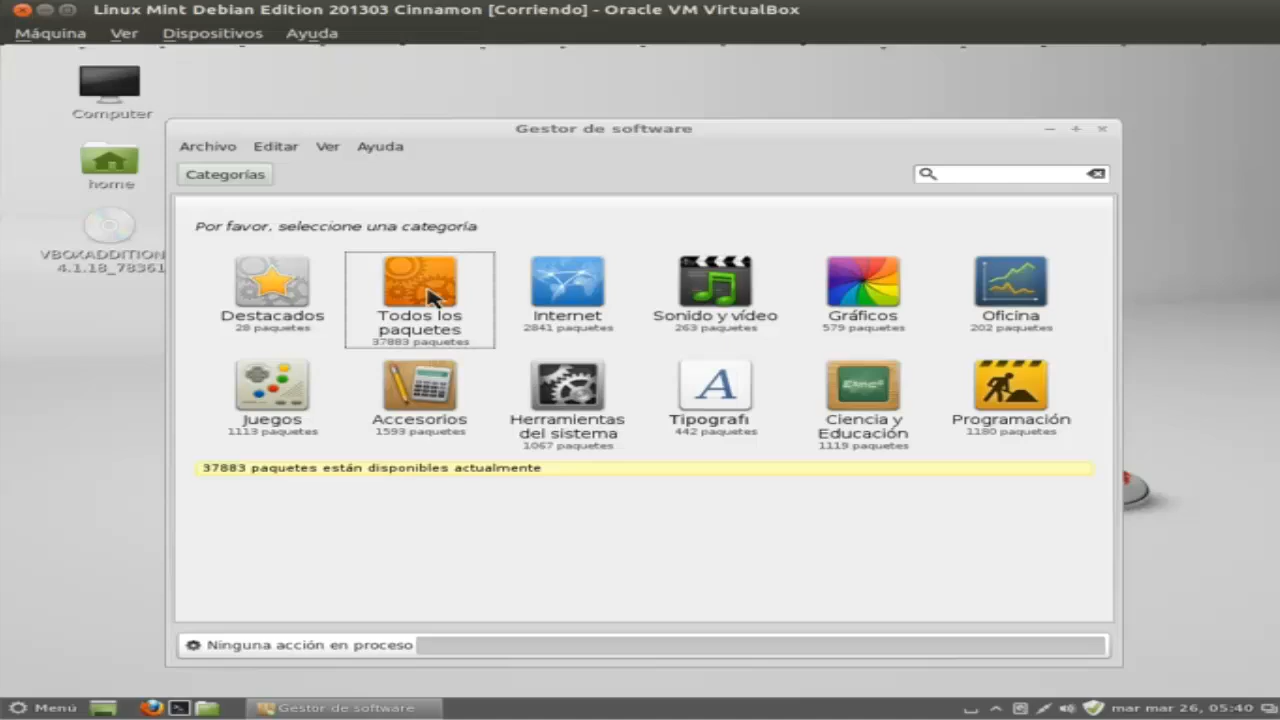 Linux Mint Debian Edition 201303 Cinnamon [Corriendo] - Oracle VM VirtualBox
Máquina Ver Dispositivos Ayuda
Computer
home
VBOXADDITION
4.1.18_78361
Gestor de software
Archivo Editar Ver Ayuda
Categorías
Por favor, seleccione una categoría
Destacados
28 paquetes
Todos los
paquetes
37883 paquetes
Internet
2841 paquetes
Sonido y vídeo
263 paquetes
Gráficos
579 paquetes
Oficina
202 paquetes
Juegos
1113 paquetes
Accesorios
1593 paquetes
Herramientas
del sistema
1067 paquetes
Tipografı
442 paquetes
Ciencia y
Educación
1119 paquetes
Programación
1180 paquetes
37883 paquetes están disponibles actualmente
Ninguna acción en proceso
Menú
Gestor de software
mar mar 26, 05:40